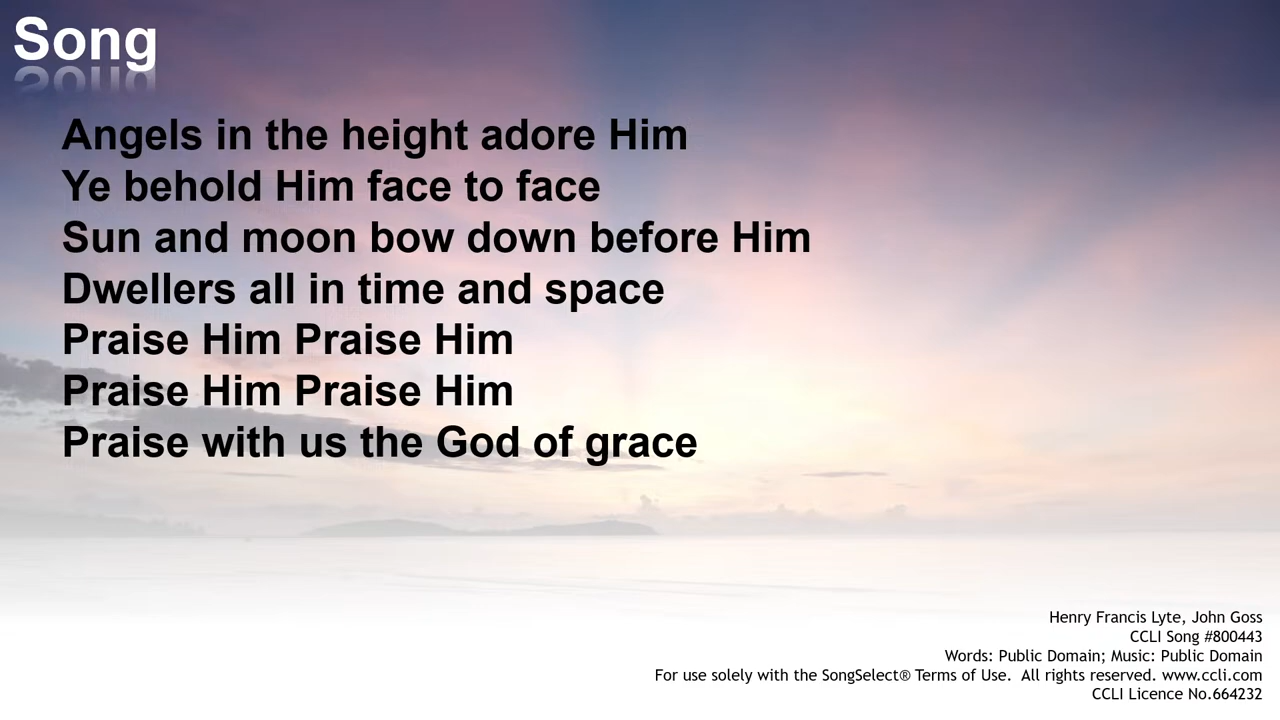 Song
Angels in the height adore Him
Ye behold Him face to face
Sun and moon bow down before Him
Dwellers all in time and space
Praise Him Praise Him
Praise Him Praise Him
Praise with us the God of grace
Henry Francis Lyte, John Goss
CCLI Song #800443
Words: Public Domain; Music: Public Domain
For use solely with the SongSelect® Terms of Use.  All rights reserved. www.ccli.com
CCLI Licence No.664232